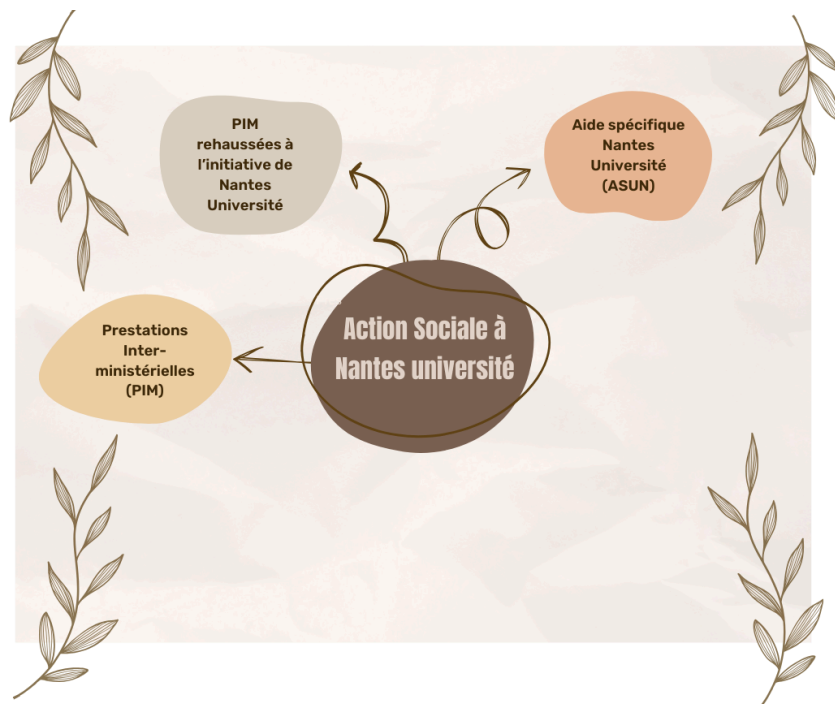 PIM
rehaussées à
l'initiative de
Nantes
Université
Aide spécifique
Nantes
Université
(ASUN)
Action Sociale à
Nantes université
Prestations
Inter-
ministérielles
(PIM)